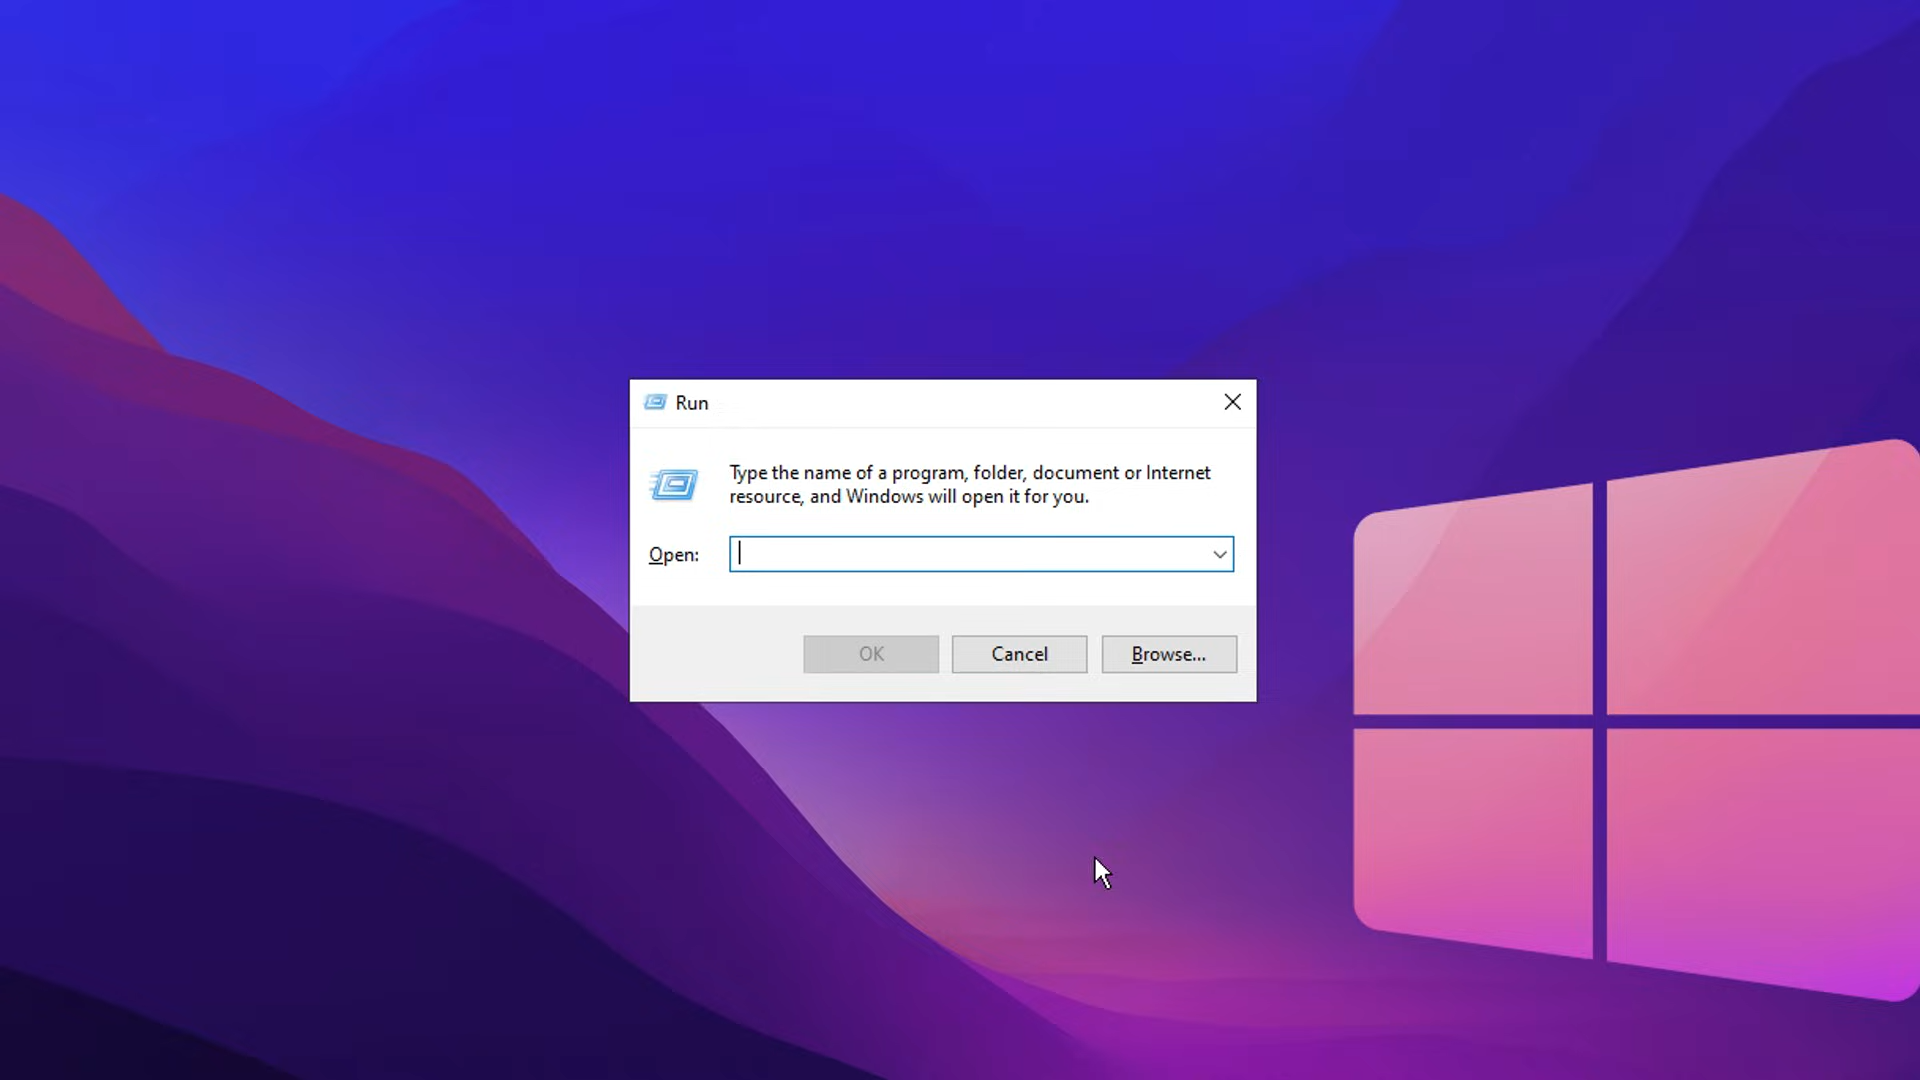 Run
Type the name of a program, folder, document or Internet
resource, and Windows will open it for you.
Open:
OK
Cancel
Browse...